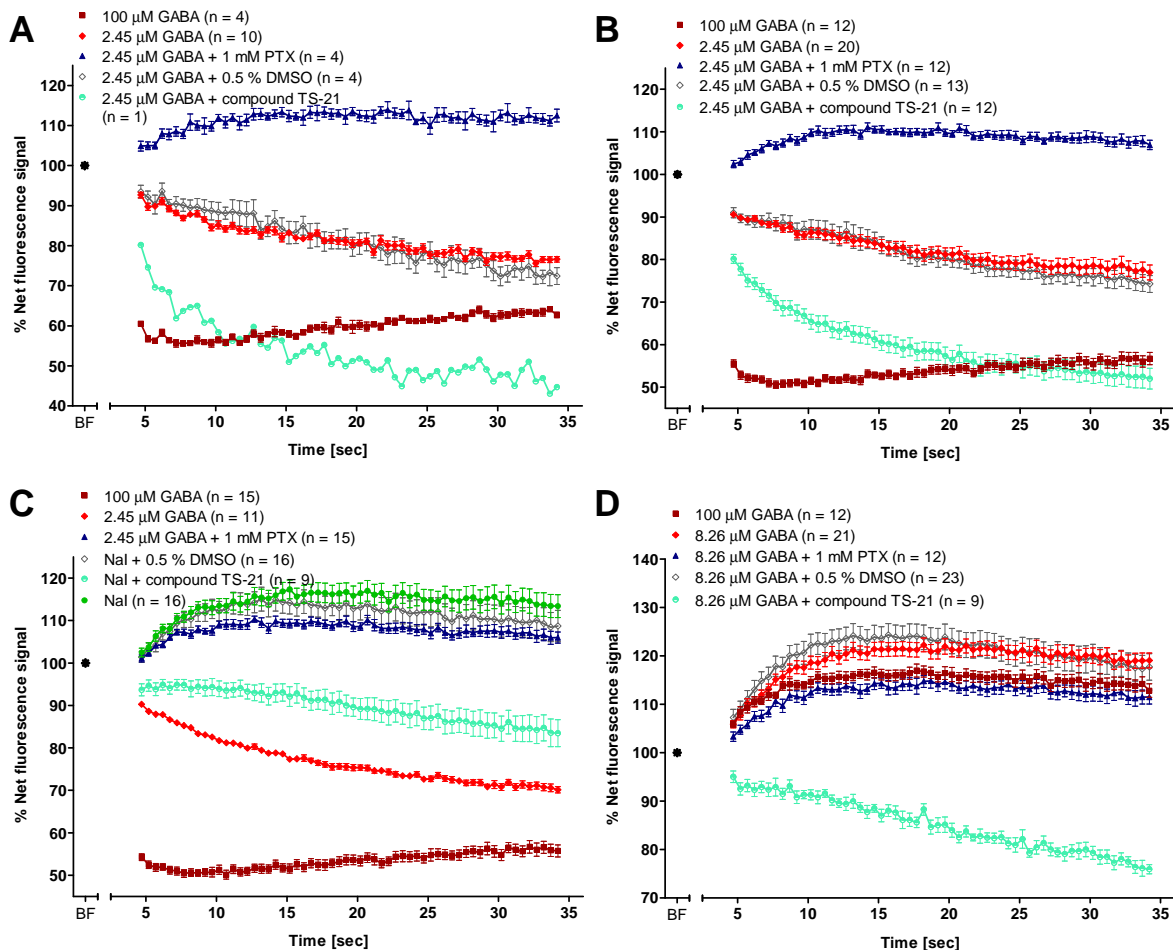 A
100 µM GABA (n = 4)
2.45 µM GABA (n = 10)
2.45 µM GABA + 1 mM PTX (n = 4)
2.45 µM GABA + 0.5 % DMSO (n = 4)
2.45 µM GABA + compound TS-21
(n = 1)
% Net fluorescence signal
120
110
100
90
80
70
60
50
40
BF
5
10
15
20
25
30
35
Time [sec]
B
100 µM GABA (n = 12)
2.45 µM GABA (n = 20)
2.45 µM GABA + 1 mM PTX (n = 12)
2.45 µM GABA + 0.5 % DMSO (n = 13)
2.45 µM GABA + compound TS-21 (n = 12)
% Net fluorescence signal
120
110
100
90
80
70
60
50
BF
5
10
15
20
25
30
35
Time [sec]
C
100 µM GABA (n = 15)
2.45 µM GABA (n = 11)
2.45 µM GABA + 1 mM PTX (n = 15)
NaI + 0.5 % DMSO (n = 16)
NaI + compound TS-21 (n = 9)
NaI (n = 16)
% Net fluorescence signal
120
110
100
90
80
70
60
50
BF
5
10
15
20
25
30
35
Time [sec]
D
100 µM GABA (n = 12)
8.26 µM GABA (n = 21)
8.26 µM GABA + 1 mM PTX (n = 12)
8.26 µM GABA + 0.5 % DMSO (n = 23)
8.26 µM GABA + compound TS-21 (n = 9)
% Net fluorescence signal
140
130
120
110
100
90
80
70
BF
5
10
15
20
25
30
35
Time [sec]